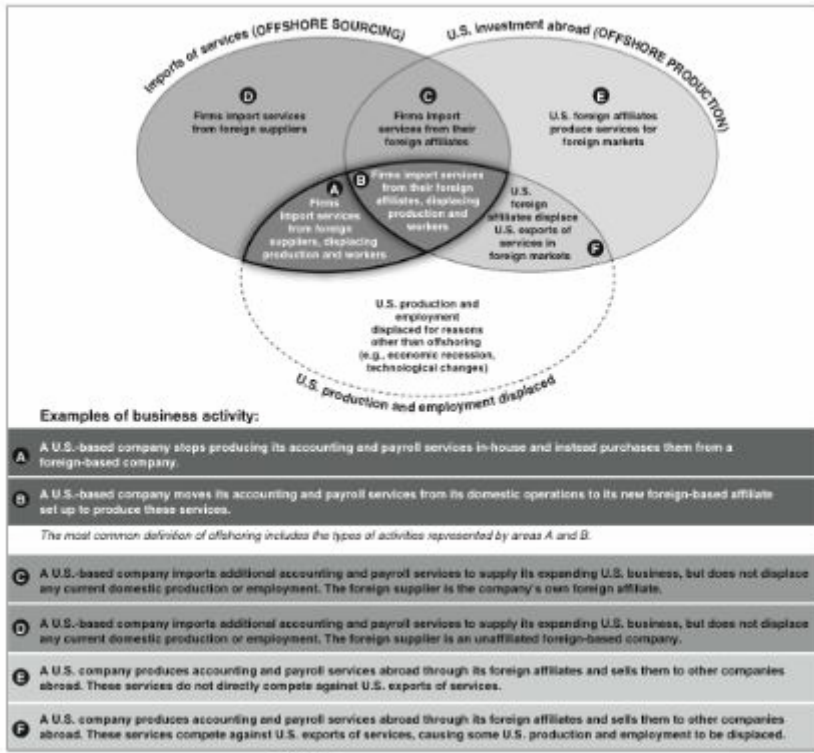 Imports of services (OFFSHORE SOURCING)
U.S. investment abroad (OFFSHORE PRODUCTION)
D
Firms import services
from foreign suppliers
C
Firms import
services from their
foreign affiliates
E
U.S. foreign affiliates
produce services for
foreign markets
A
Firms
import services
from foreign
suppliers, displacing
production and workers
B
Firms import services
from their foreign
affiliates, displacing
production and
workers
U.S.
foreign
affiliates displace
U.S. exports of
services in
foreign markets
F
U.S. production and
employment
displaced for reasons
other than offshoring
(e.g., economic recession,
technological changes)
U.S. production and employment displaced
Examples of business activity:
A A U.S.-based company stops producing its accounting and payroll services in-house and instead purchases them from a
foreign-based company.
B A U.S.-based company moves its accounting and payroll services from its domestic operations to its new foreign-based affiliate
set up to produce these services.
The most common definition of offshoring includes the types of activities represented by areas A and B.
C A U.S.-based company imports additional accounting and payroll services to supply its expanding U.S. business, but does not displace
any current domestic production or employment. The foreign supplier is the company's own foreign affiliate.
D A U.S.-based company imports additional accounting and payroll services to supply its expanding U.S. business, but does not displace
any current domestic production or employment. The foreign supplier is an unaffiliated foreign-based company.
E A U.S. company produces accounting and payroll services abroad through its foreign affiliates and sells them to other companies
abroad. These services do not directly compete against U.S. exports of services.
F A U.S. company produces accounting and payroll services abroad through its foreign affiliates and sells them to other companies
abroad. These services compete against U.S. exports of services, causing some U.S. production and employment to be displaced.